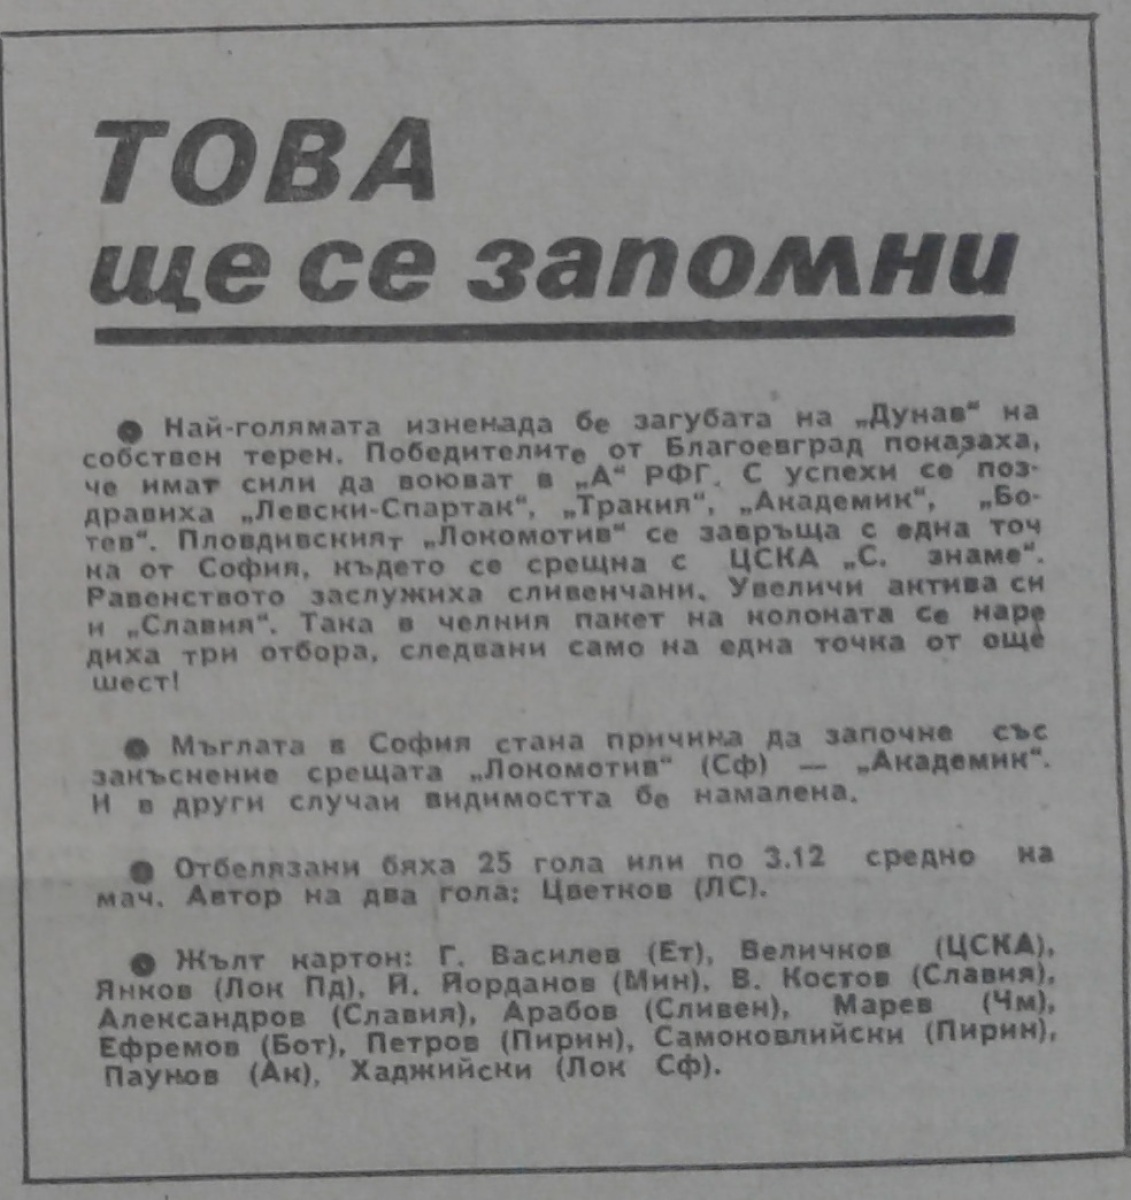 ТОВА
ще се запомни
● Най-голямата изненада бе загубата на „Дунав“ на
собствен терен. Победителите от Благоевград показаха,
че имат сили да воюват в „А“ РФГ. С успехи се поз-
дравиха „Левски-Спартак“, „Тракия“, „Академик“, „Бо-
тев“. Пловдивският „Локомотив“ се завръща с една точ
ка от София, където се срещна с ЦСКА „С. знаме“.
Равенството заслужиха сливенчани. Увеличи актива си
и „Славия“. Така в челния пакет на колоната се наре
диха три отбора, следвани само на една точка от още
шест!
● Мъглата в София стана причина да започне със
закъснение срещата „Локомотив“ (Сф) — „Академик“.
И в други случаи видимостта бе намалена.
● Отбелязани бяха 25 гола или по 3.12 средно на
мач. Автор на два гола: Цветков (ЛС).
● Жълт картон: Г. Василев (Ет), Величков (ЦСКА),
Янков (Лок Пд), Й. Йорданов (Мин), В. Костов (Славия),
Александров (Славия), Арабов (Сливен), Марев (Чм),
Ефремов (Бот), Петров (Пирин), Самоковлийски (Пирин),
Паунов (Ак), Хаджийски (Лок Сф).